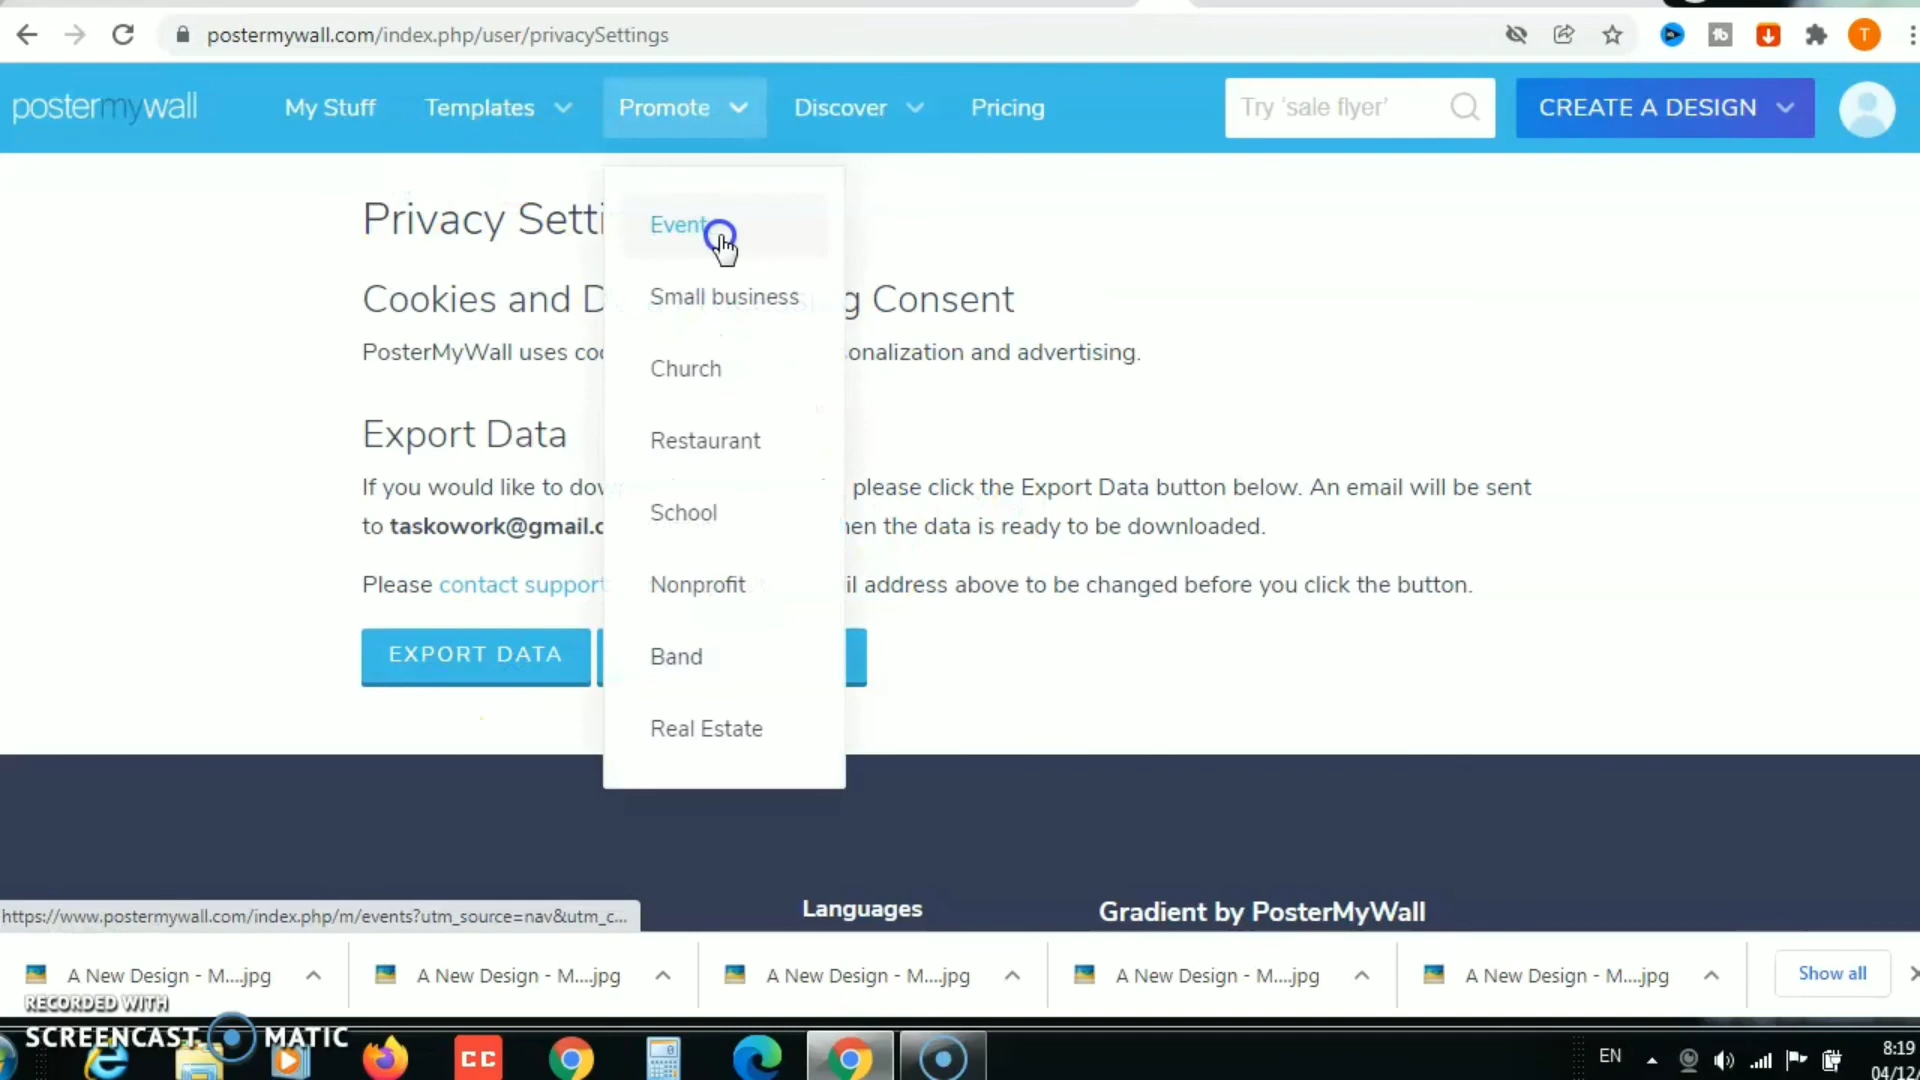 postermywall.com/index.php/user/privacySettings
T
postermywall
My Stuff
Templates
Promote
Discover
Pricing
Try 'sale flyer'
CREATE A DESIGN
Privacy Setti
Event
Small business
Church
Restaurant
School
Nonprofit
Band
Real Estate
Cookies and D g Consent
PosterMyWall uses coo onalization and advertising.
Export Data
If you would like to dow please click the Export Data button below. An email will be sent
to taskowork@gmail.c hen the data is ready to be downloaded.
Please contact support il address above to be changed before you click the button.
EXPORT DATA
Languages
Gradient by PosterMyWall
https://www.postermywall.com/index.php/m/events?utm_source=nav&utm_c...
A New Design - M....jpg
A New Design - M....jpg
A New Design - M....jpg
A New Design - M....jpg
A New Design - M....jpg
Show all
RECORDED WITH
SCREENCAST MATIC
CC
EN
8:19
04/12/